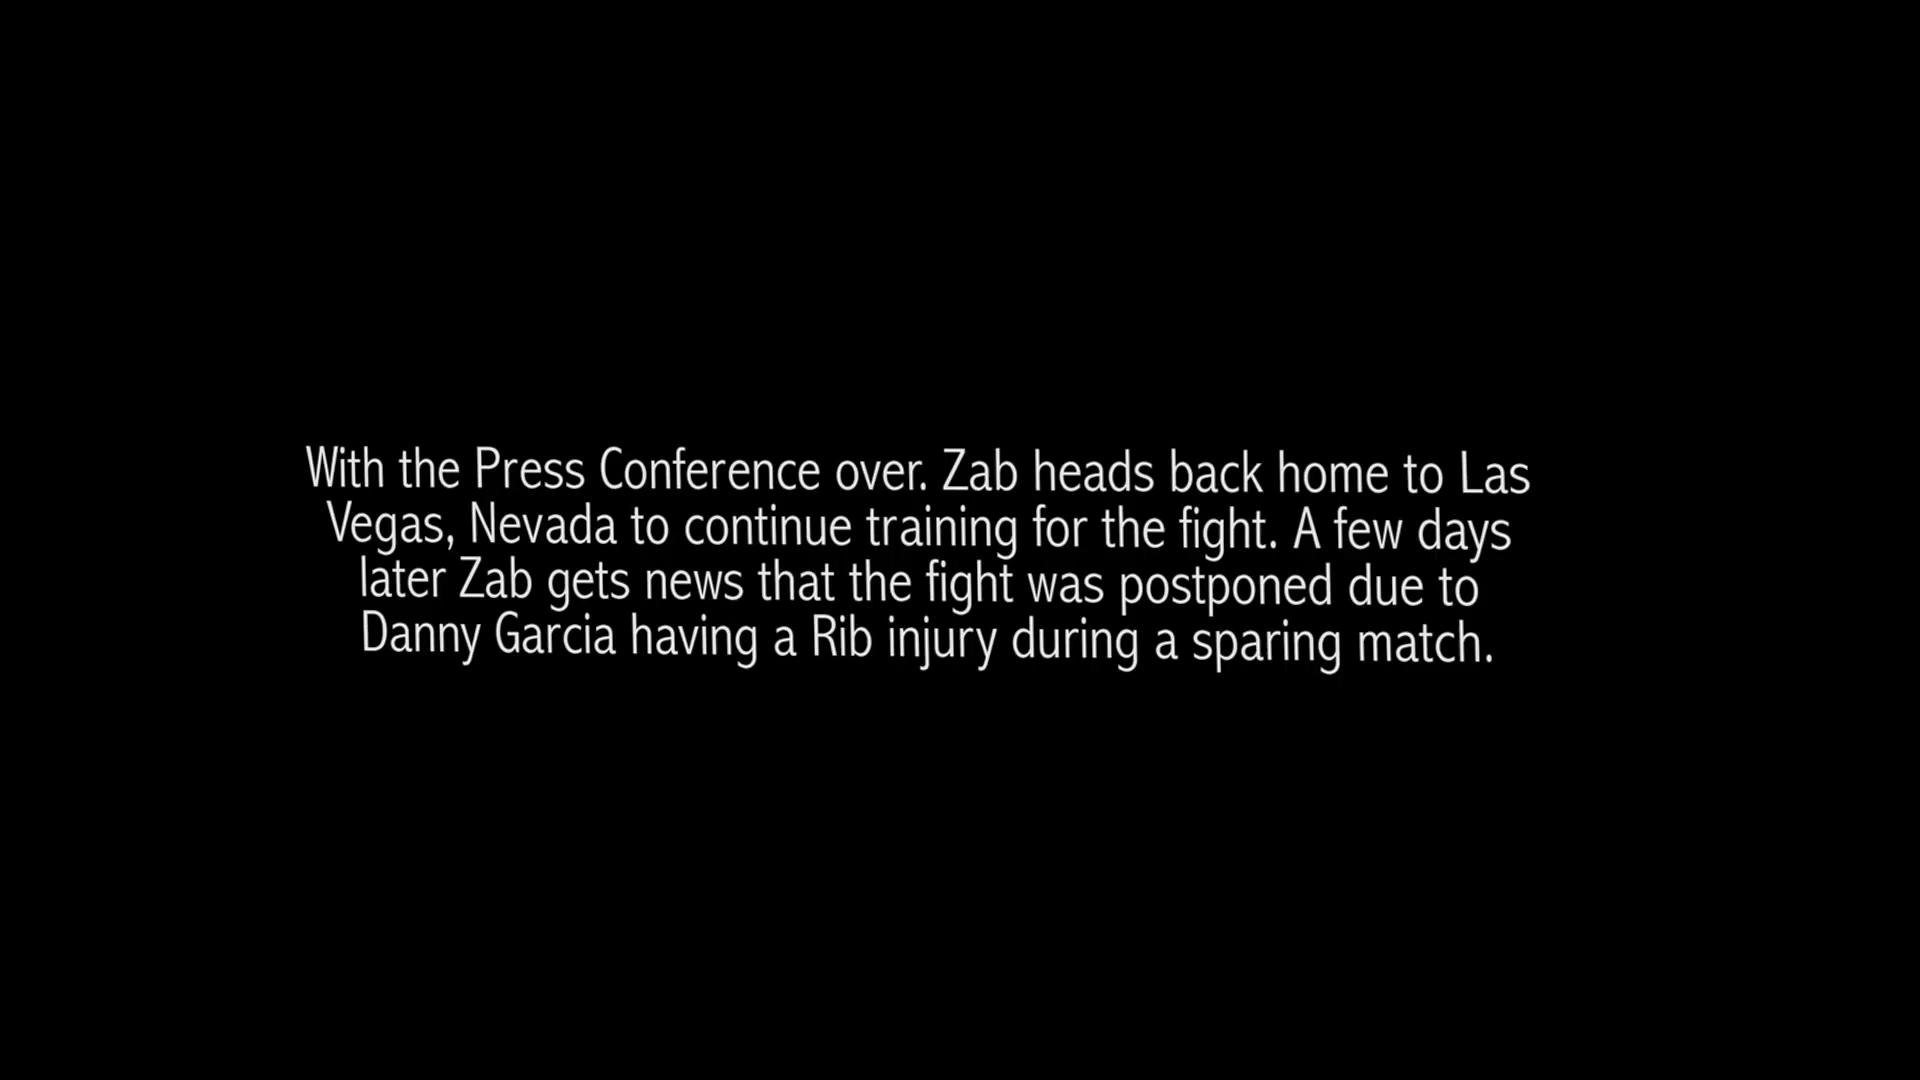 With the Press Conference over. Zab heads back home to Las
Vegas, Nevada to continue training for the fight. A few days
later Zab gets news that the fight was postponed due to
Danny Garcia having a Rib injury during a sparing match.